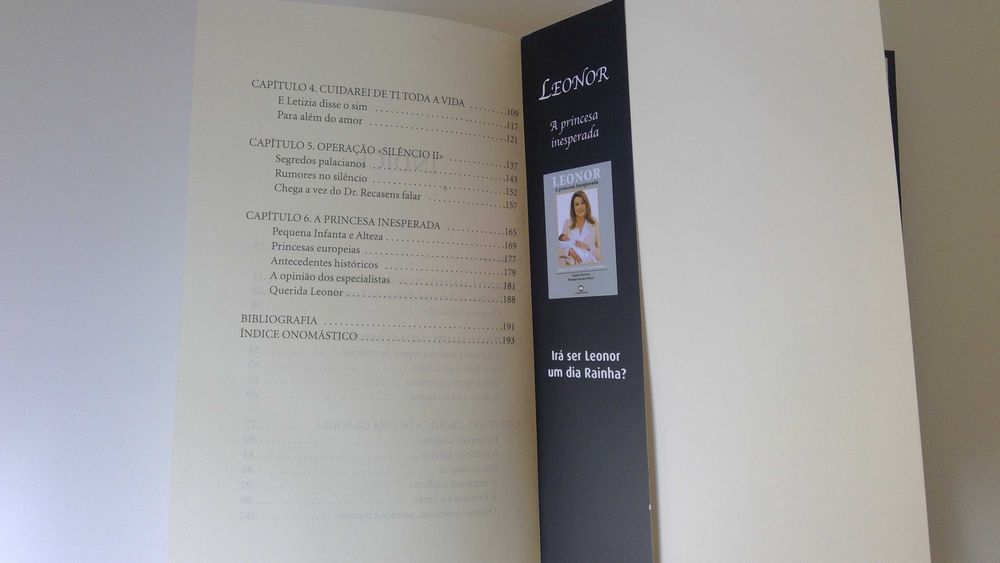 CAPÍTULO 4. CUIDAREI DE TI TODA A VIDA ..........109
E Letizia disse o sim ..........117
Para além do amor ..........121
CAPÍTULO 5. OPERAÇÃO «SILÊNCIO II» ..........137
Segredos palacianos ..........143
Rumores no silêncio ..........152
Chega a vez do Dr. Recasens falar ..........157
CAPÍTULO 6. A PRINCESA INESPERADA ..........165
Pequena Infanta e Alteza ..........169
Princesas europeias ..........177
Antecedentes históricos ..........179
A opinião dos especialistas ..........181
Querida Leonor ..........188
BIBLIOGRAFIA ..........191
ÍNDICE ONOMÁSTICO ..........193
LEONOR
A princesa
inesperada
LEONOR
A princesa inesperada
Irá ser Leonor
um dia Rainha?